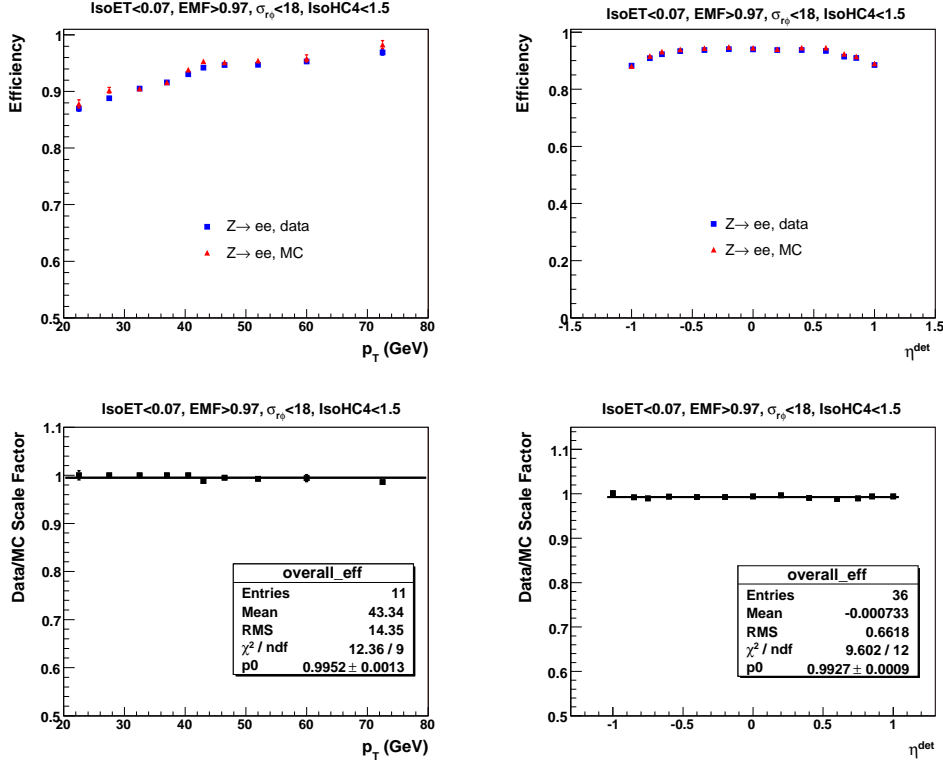 IsoET<0.07, EMF>0.97, σrϕ<18, IsoHC4<1.5
Efficiency
1
0.9
0.8
0.7
0.6
0.5
Z→ ee, data
Z→ ee, MC
20 30 40 50 60 70 80
pT (GeV)
IsoET<0.07, EMF>0.97, σrϕ<18, IsoHC4<1.5
Efficiency
1
0.8
0.6
0.4
0.2
0
Z→ ee, data
Z→ ee, MC
-1.5 -1 -0.5 0 0.5 1 1.5
ηdet
IsoET<0.07, EMF>0.97, σrϕ<18, IsoHC4<1.5
Data/MC Scale Factor
1.1
1
0.9
0.8
0.7
0.6
0.5
overall_eff
Entries 11
Mean 43.34
RMS 14.35
χ2 / ndf 12.36 / 9
p0 0.9952 ± 0.0013
20 30 40 50 60 70 80
pT (GeV)
IsoET<0.07, EMF>0.97, σrϕ<18, IsoHC4<1.5
Data/MC Scale Factor
1.1
1
0.9
0.8
0.7
0.6
0.5
overall_eff
Entries 36
Mean -0.000733
RMS 0.6618
χ2 / ndf 9.602 / 12
p0 0.9927 ± 0.0009
-1 -0.5 0 0.5 1
ηdet